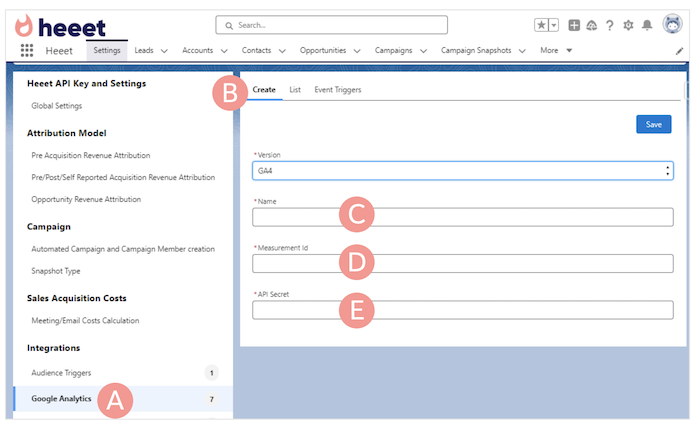 heeet
Search...
Heeet
Settings
Leads
Accounts
Contacts
Opportunities
Campaigns
Campaign Snapshots
More
Heeet API Key and Settings
Global Settings
Attribution Model
Pre Acquisition Revenue Attribution
Pre/Post/Self Reported Acquisition Revenue Attribution
Opportunity Revenue Attribution
Campaign
Automated Campaign and Campaign Member creation
Snapshot Type
Sales Acquisition Costs
Meeting/Email Costs Calculation
Integrations
Audience Triggers 1
Google Analytics A 7
B Create List Event Triggers
Save
*Version
GA4
*Name
C
*Measurement Id
D
*API Secret
E